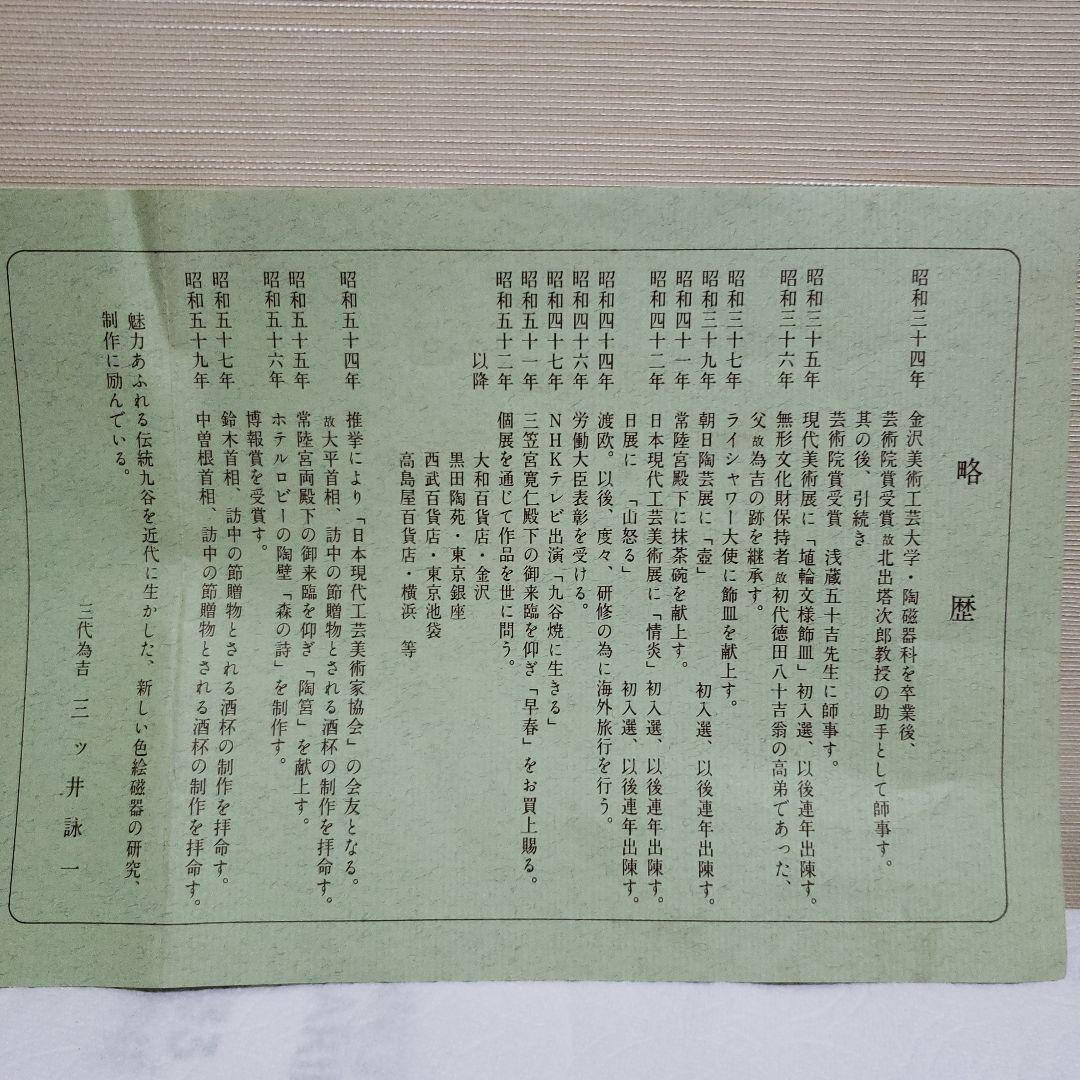 略歴
昭和三十四年　金沢美術工芸大学・陶磁器科を卒業後、
芸術院賞受賞故北出塔次郎教授の助手として師事す。
其の後、引続き
芸術院賞受賞　浅蔵五十吉先生に師事す。
昭和三十五年　現代美術展に「埴輪文様飾皿」初入選、以後連年出陳す。
昭和三十六年　無形文化財保持者故初代徳田八十吉翁の高弟であった、
父故為吉の跡を継承す。
昭和三十七年　ライシャワー大使に飾皿を献上す。
昭和三十九年　朝日陶芸展に「壺」　初入選、以後連年出陳す。
昭和四十一年　常陸宮殿下に抹茶碗を献上す。
昭和四十二年　日本現代工芸美術展に「情炎」初入選、以後連年出陳す。
日展に　「山怒る」　初入選、以後連年出陳す。
昭和四十四年　渡欧。以後、度々、研修の為に海外旅行を行う。
昭和四十六年　労働大臣表彰を受ける。
昭和四十七年　NHKテレビ出演「九谷焼に生きる」
昭和五十一年　三笠宮寛仁殿下の御来臨を仰ぎ「早春」をお買上賜る。
昭和五十二年　個展を通じて作品を世に問う。
以降　大和百貨店・金沢
黒田陶苑・東京銀座
西武百貨店・東京池袋
高島屋百貨店・横浜　等
昭和五十四年　推挙により「日本現代工芸美術家協会」の会友となる。
故大平首相、訪中の節贈物とされる酒杯の制作を拝命す。
昭和五十五年　常陸宮両殿下の御来臨を仰ぎ「陶筥」を献上す。
昭和五十六年　ホテルロビーの陶壁「森の詩」を制作す。
博報賞を受賞す。
昭和五十七年　鈴木首相、訪中の節贈物とされる酒杯の制作を拝命す。
昭和五十九年　中曽根首相、訪中の節贈物とされる酒杯の制作を拝命す。
魅力あふれる伝統九谷を近代に生かした、新しい色絵磁器の研究、
制作に励んでいる。
三代為吉　三ッ井詠一